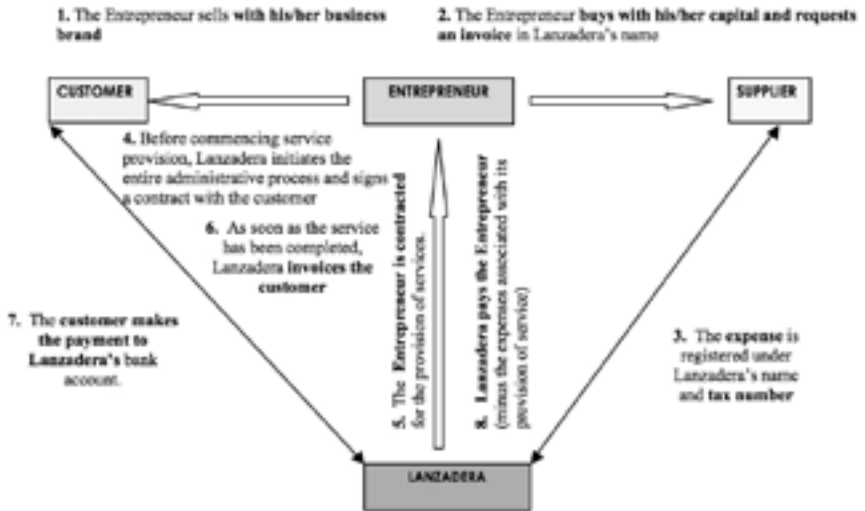 1. The Entrepreneur sells with his/her business
brand
2. The Entrepreneur buys with his/her capital and requests
an invoice in Lanzadera's name
CUSTOMER
ENTREPRENEUR
SUPPLIER
4. Before commencing service
provision, Lanzadera initiates the
entire administrative process and signs
a contract with the customer
6. As soon as the service
has been completed,
Lanzadera invoices the
customer
5. The Entrepreneur is contracted
for the provision of services.
8. Lanzadera pays the Entrepreneur
(minus the expenses associated with its
provision of service)
7. The customer makes
the payment to
Lanzadera's bank
account.
3. The expense is
registered under
Lanzadera's name
and tax number
LANZADERA